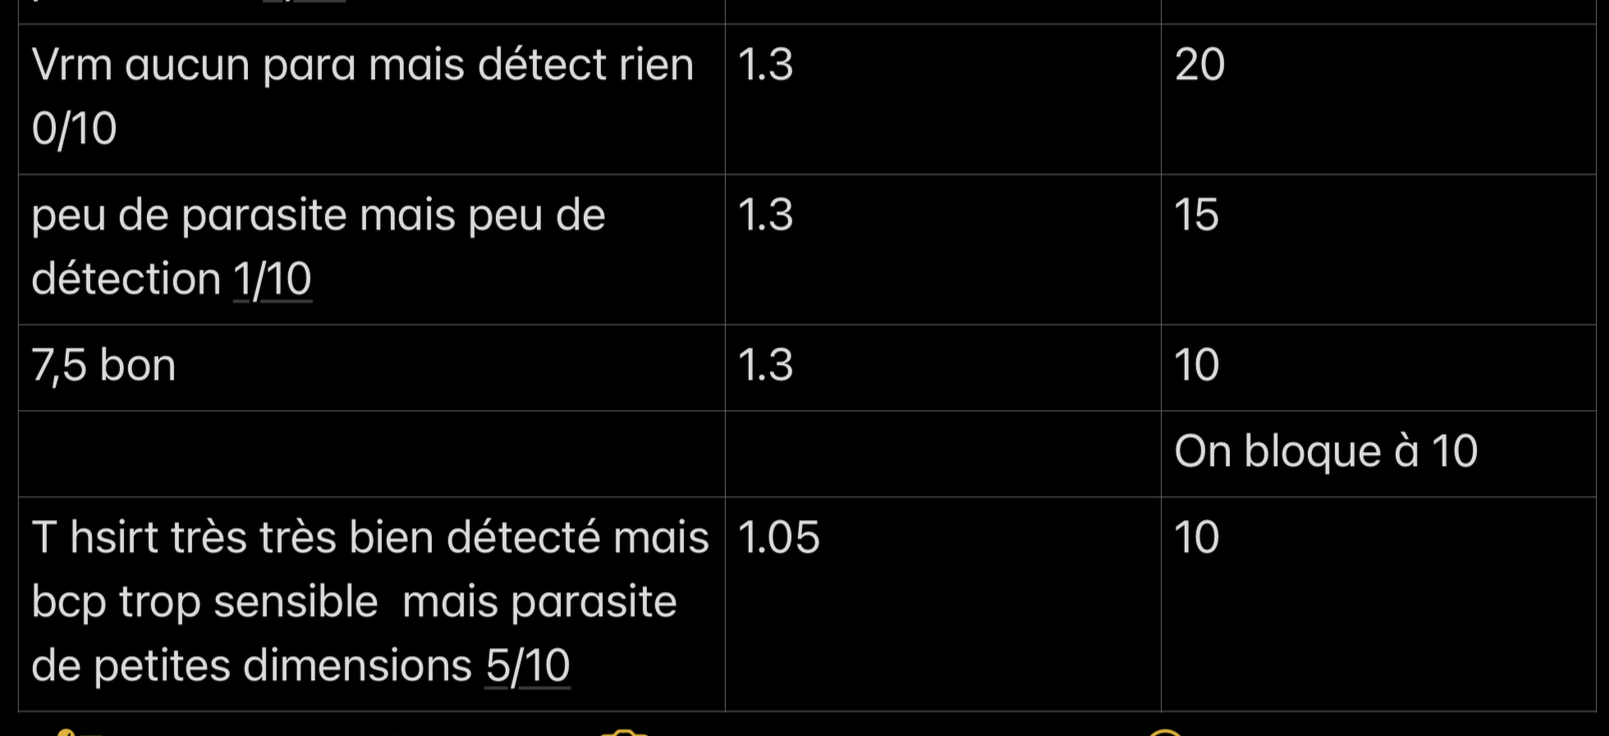 Vrm aucun para mais détect rien 1.3 20
0/10
peu de parasite mais peu de 1.3 15
détection 1/10
7,5 bon 1.3 10
On bloque à 10
T hsirt très très bien détecté mais 1.05 10
bcp trop sensible  mais parasite
de petites dimensions 5/10